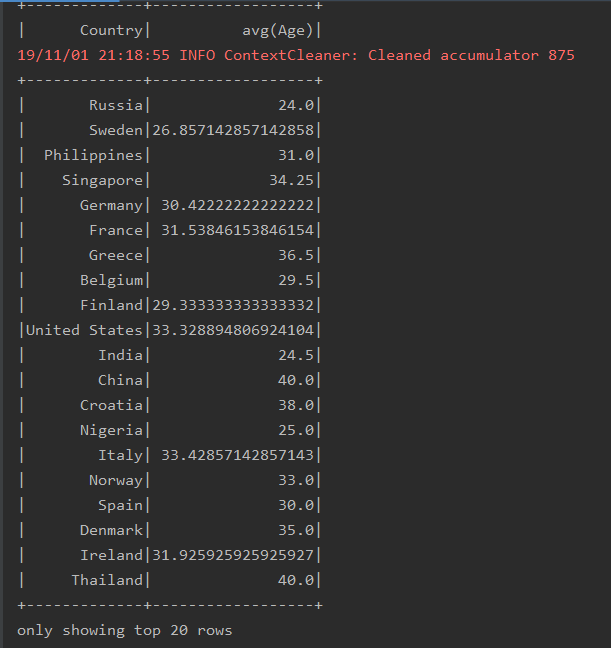 +-------------+------------------+
|      Country|          avg(Age)|
19/11/01 21:18:55 INFO ContextCleaner: Cleaned accumulator 875
+-------------+------------------+
|       Russia|              24.0|
|       Sweden|26.857142857142858|
|  Philippines|              31.0|
|    Singapore|             34.25|
|      Germany| 30.42222222222222|
|       France| 31.53846153846154|
|       Greece|              36.5|
|      Belgium|              29.5|
|      Finland|29.333333333333332|
|United States|33.328894806924104|
|        India|              24.5|
|        China|              40.0|
|      Croatia|              38.0|
|      Nigeria|              25.0|
|        Italy| 33.42857142857143|
|       Norway|              33.0|
|        Spain|              30.0|
|      Denmark|              35.0|
|      Ireland|31.925925925925927|
|     Thailand|              40.0|
+-------------+------------------+
only showing top 20 rows